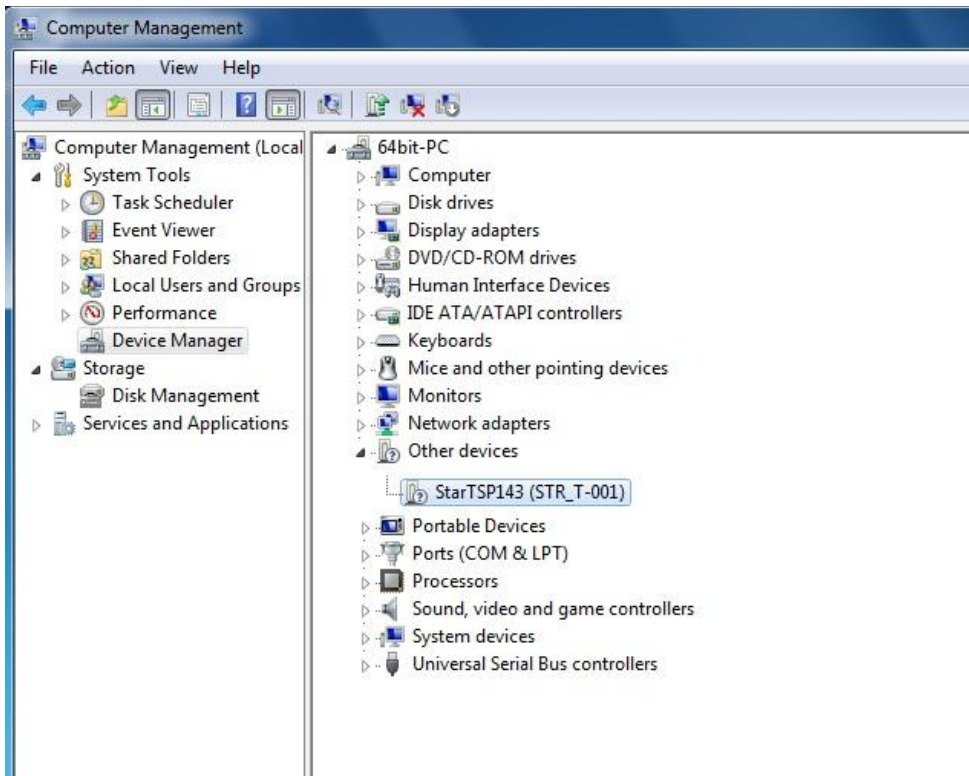 Computer Management
File Action View Help
Computer Management (Local
System Tools
Task Scheduler
Event Viewer
Shared Folders
Local Users and Groups
Performance
Device Manager
Storage
Disk Management
Services and Applications
64bit-PC
Computer
Disk drives
Display adapters
DVD/CD-ROM drives
Human Interface Devices
IDE ATA/ATAPI controllers
Keyboards
Mice and other pointing devices
Monitors
Network adapters
Other devices
StarTSP143 (STR_T-001)
Portable Devices
Ports (COM & LPT)
Processors
Sound, video and game controllers
System devices
Universal Serial Bus controllers